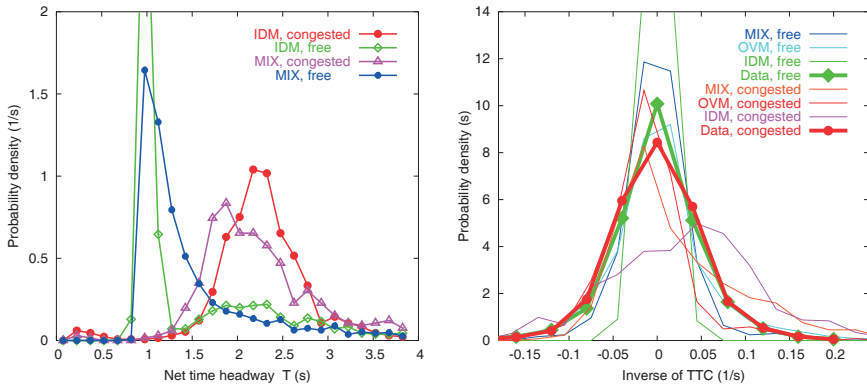 2
1.5
1
0.5
0
0
0.5
1
1.5
2
2.5
3
3.5
4
Probability density (1/s)
Net time headway T (s)
IDM, congested
IDM, free
MIX, congested
MIX, free
14
12
10
8
6
4
2
0
-0.15
-0.1
-0.05
0
0.05
0.1
0.15
0.2
Probability density (s)
Inverse of TTC (1/s)
MIX, free
OVM, free
IDM, free
Data, free
MIX, congested
OVM, congested
IDM, congested
Data, congested